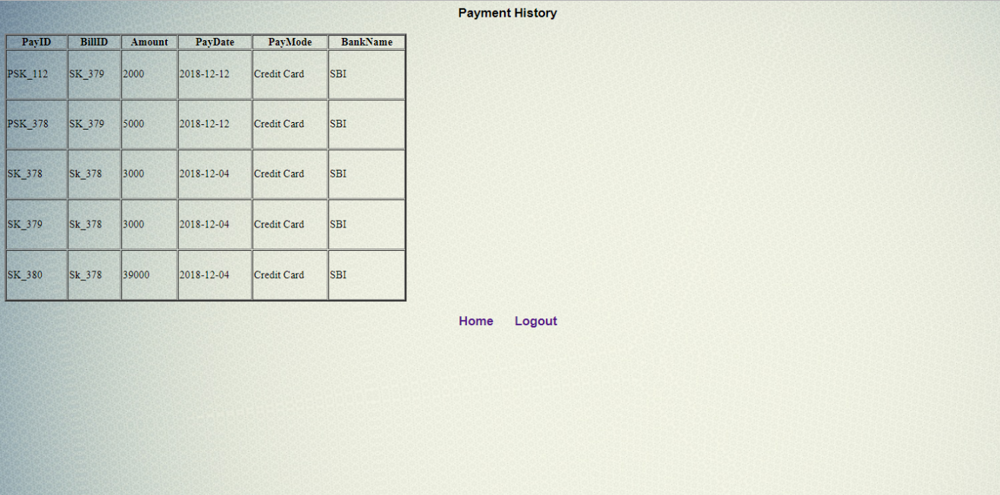 Payment History
PayID BillID Amount PayDate PayMode BankName
PSK_112 SK_379 2000 2018-12-12 Credit Card SBI
PSK_378 SK_379 5000 2018-12-12 Credit Card SBI
SK_378 Sk_378 3000 2018-12-04 Credit Card SBI
SK_379 Sk_378 3000 2018-12-04 Credit Card SBI
SK_380 Sk_378 39000 2018-12-04 Credit Card SBI
Home Logout